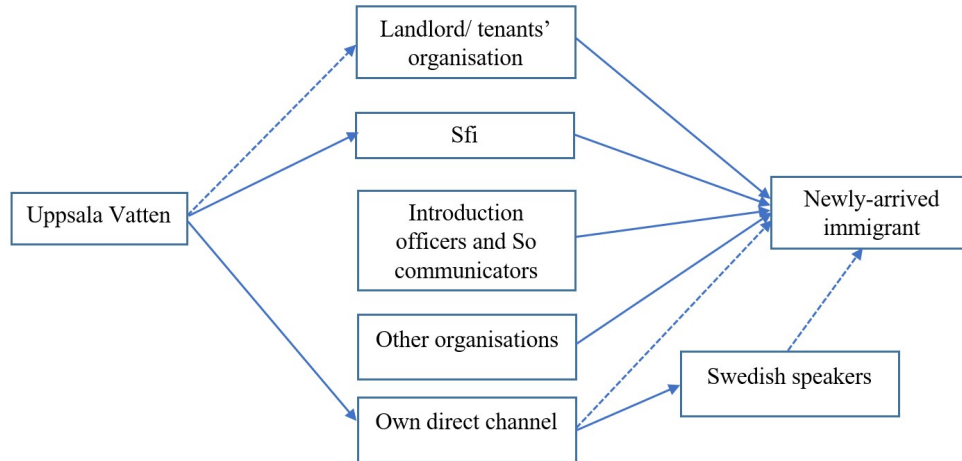 Landlord/ tenants’
organisation
Sfi
Uppsala Vatten
Introduction
officers and So
communicators
Newly-arrived
immigrant
Other organisations
Swedish speakers
Own direct channel